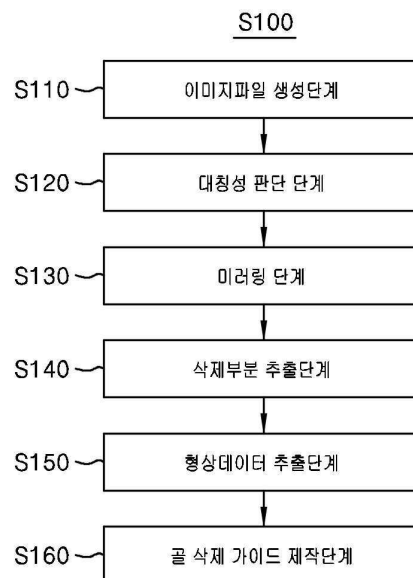 S100
S110 이미지파일 생성단계
S120 대칭성 판단 단계
S130 미러링 단계
S140 삭제부분 추출단계
S150 형상데이터 추출단계
S160 골 삭제 가이드 제작단계